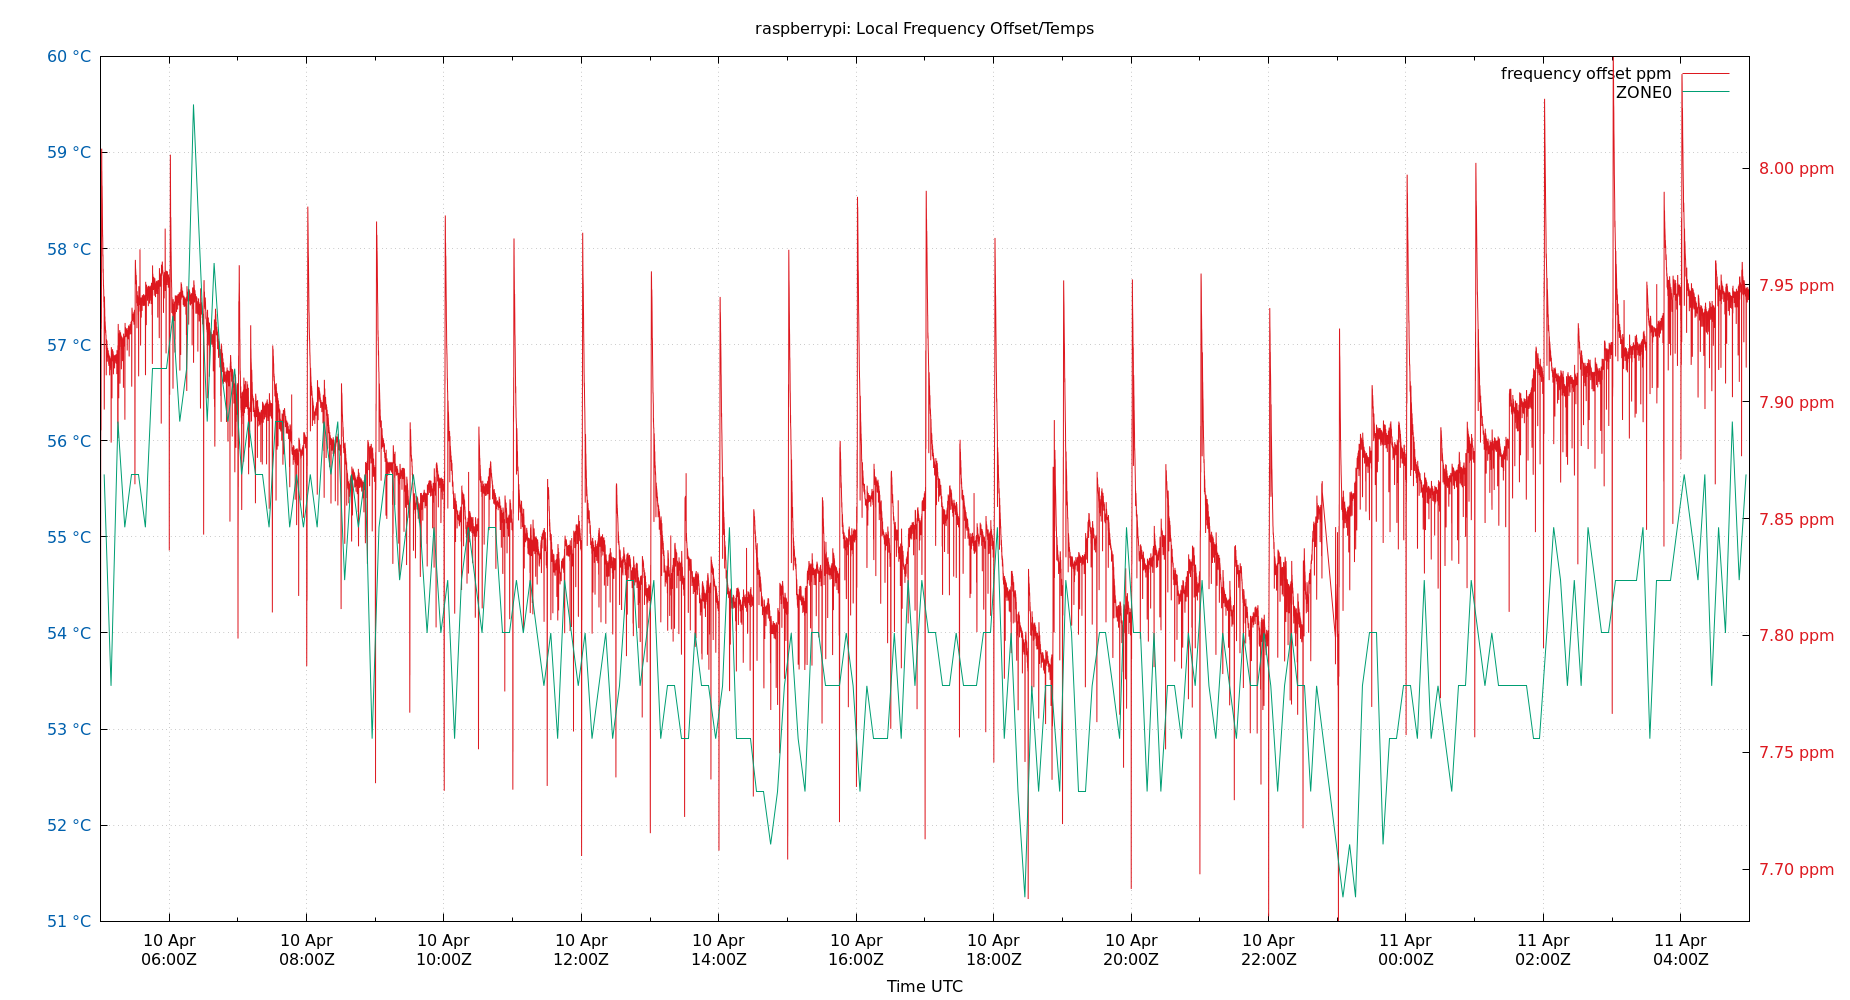 raspberrypi: Local Frequency Offset/Temps
frequency offset ppm
ZONE0
60 °C
59 °C
58 °C
57 °C
56 °C
55 °C
54 °C
53 °C
52 °C
51 °C
8.00 ppm
7.95 ppm
7.90 ppm
7.85 ppm
7.80 ppm
7.75 ppm
7.70 ppm
10 Apr
06:00Z
10 Apr
08:00Z
10 Apr
10:00Z
10 Apr
12:00Z
10 Apr
14:00Z
10 Apr
16:00Z
10 Apr
18:00Z
10 Apr
20:00Z
10 Apr
22:00Z
11 Apr
00:00Z
11 Apr
02:00Z
11 Apr
04:00Z
Time UTC